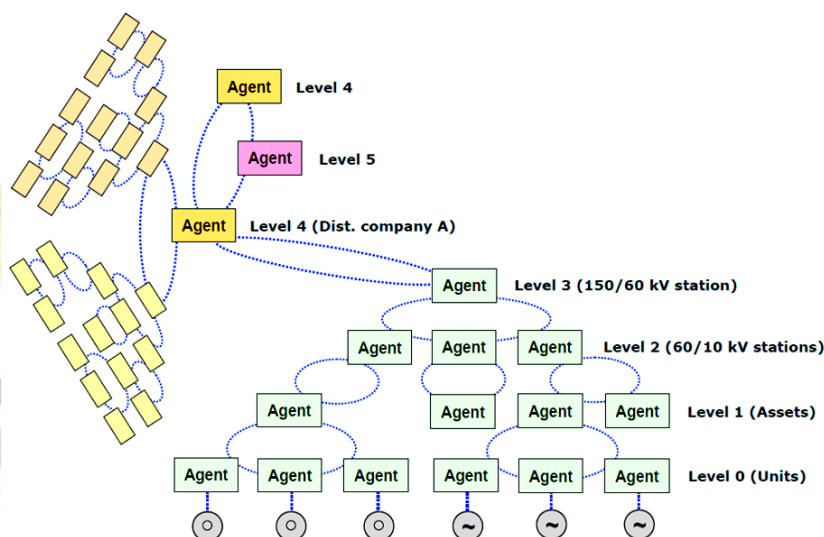 Agent Level 4
Agent Level 5
Agent Level 4 (Dist. company A)
Agent Level 3 (150/60 kV station)
Agent Agent Agent Level 2 (60/10 kV stations)
Agent Agent Agent Agent Level 1 (Assets)
Agent Agent Agent Agent Agent Agent Level 0 (Units)
~ ~ ~